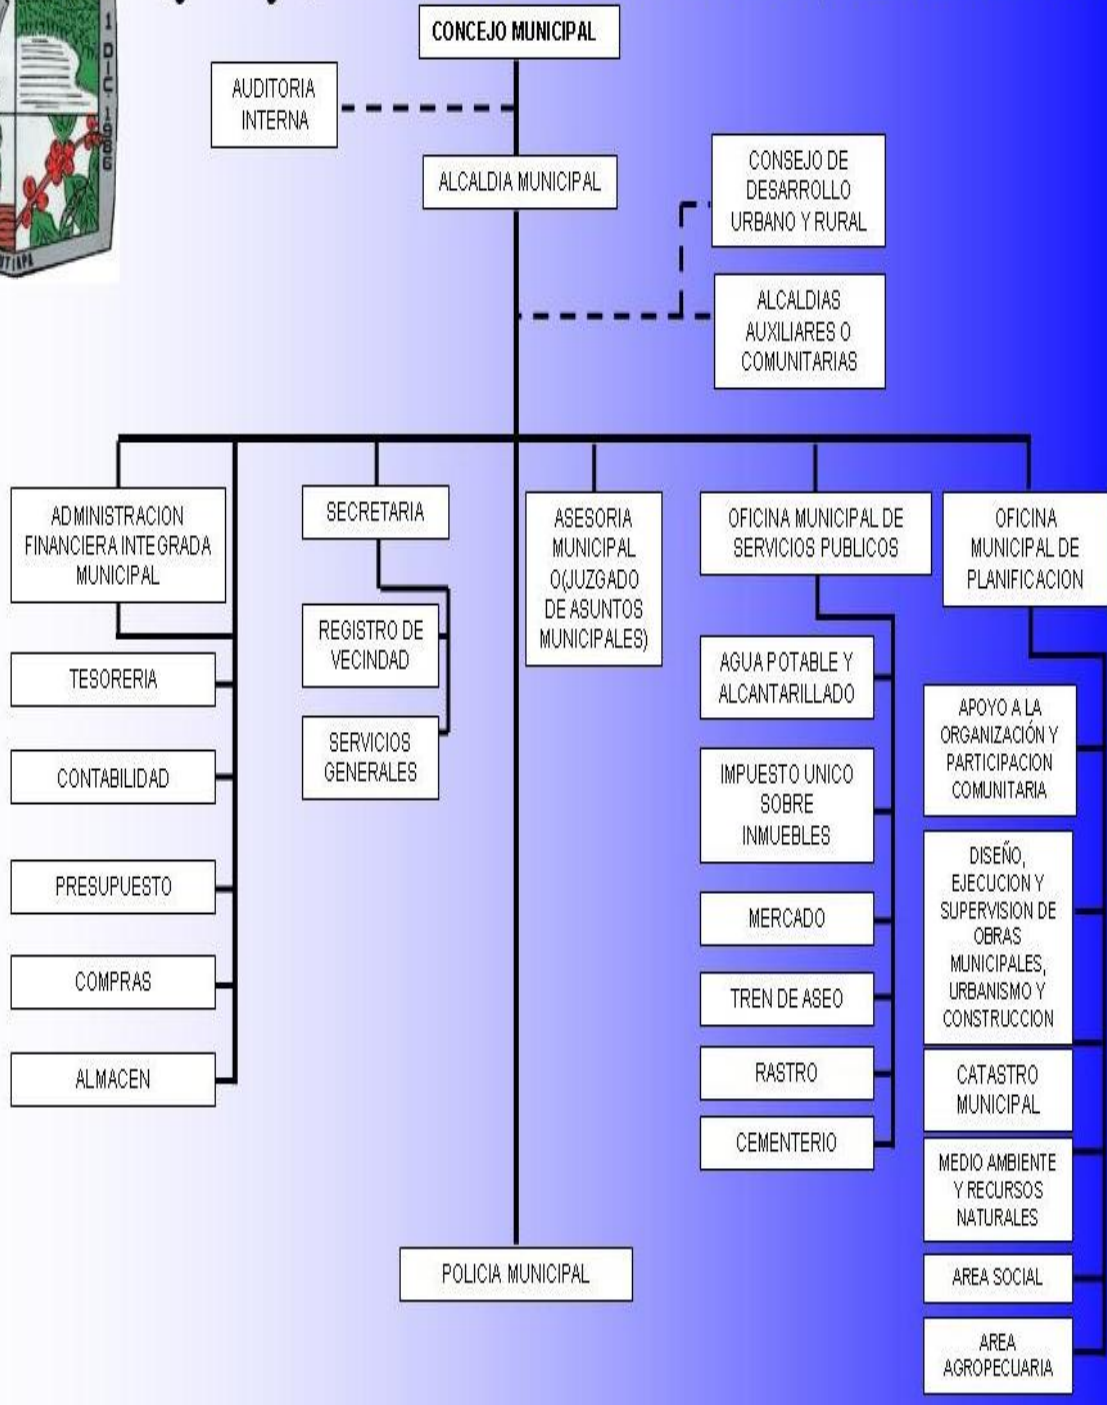 CONCEJO MUNICIPAL
AUDITORIA
INTERNA
ALCALDIA MUNICIPAL
CONSEJO DE
DESARROLLO
URBANO Y RURAL
ALCALDIAS
AUXILIARES O
COMUNITARIAS
1 DIC. 1986
UTIAPA
ADMINISTRACION
FINANCIERA INTEGRADA
MUNICIPAL
TESORERIA
CONTABILIDAD
PRESUPUESTO
COMPRAS
ALMACEN
SECRETARIA
REGISTRO DE
VECINDAD
SERVICIOS
GENERALES
ASESORIA
MUNICIPAL
O(JUZGADO
DE ASUNTOS
MUNICIPALES)
POLICIA MUNICIPAL
OFICINA MUNICIPAL DE
SERVICIOS PUBLICOS
AGUA POTABLE Y
ALCANTARILLADO
IMPUESTO UNICO
SOBRE
INMUEBLES
MERCADO
TREN DE ASEO
RASTRO
CEMENTERIO
OFICINA
MUNICIPAL DE
PLANIFICACION
APOYO A LA
ORGANIZACIÓN Y
PARTICIPACION
COMUNITARIA
DISEÑO,
EJECUCION Y
SUPERVISION DE
OBRAS
MUNICIPALES,
URBANISMO Y
CONSTRUCCION
CATASTRO
MUNICIPAL
MEDIO AMBIENTE
Y RECURSOS
NATURALES
AREA SOCIAL
AREA
AGROPECUARIA